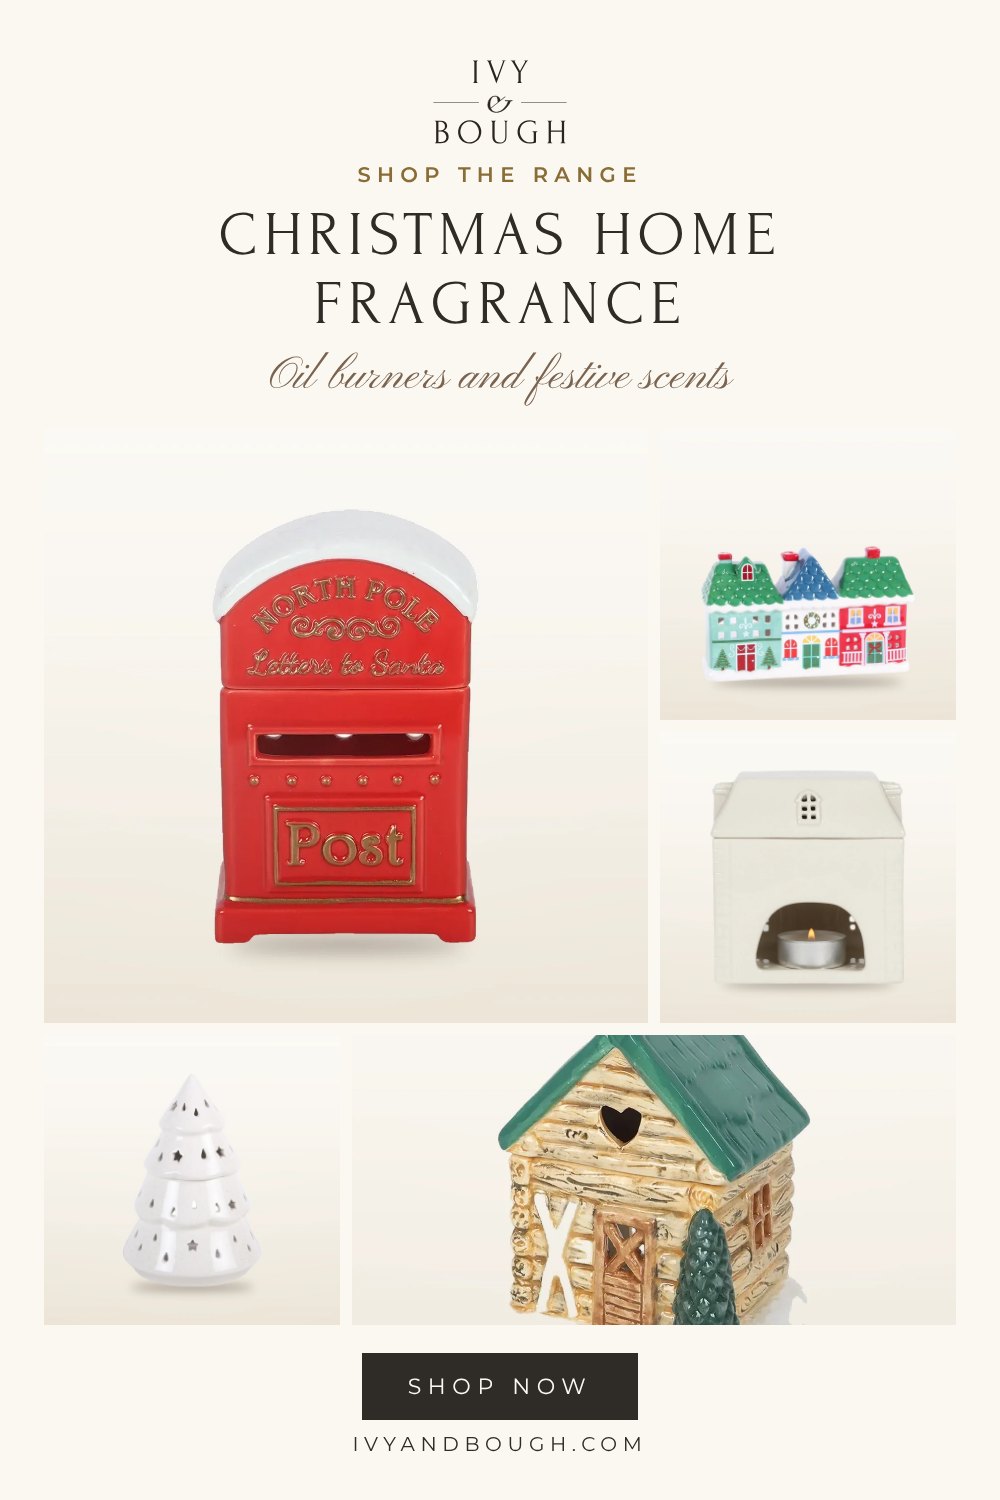 IVY
&
BOUGH
SHOP THE RANGE
CHRISTMAS HOME
FRAGRANCE
Oil burners and festive scents
NORTH POLE
Letters to Santa
Post
SHOP NOW
IVYANDBOUGH.COM